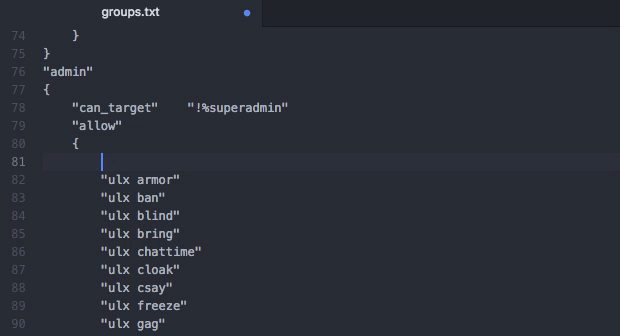 groups.txt
74 }
75 }
76 "admin"
77 {
78 "can_target" "!%superadmin"
79 "allow"
80 {
81
82 "ulx armor"
83 "ulx ban"
84 "ulx blind"
85 "ulx bring"
86 "ulx chattime"
87 "ulx cloak"
88 "ulx csay"
89 "ulx freeze"
90 "ulx gag"